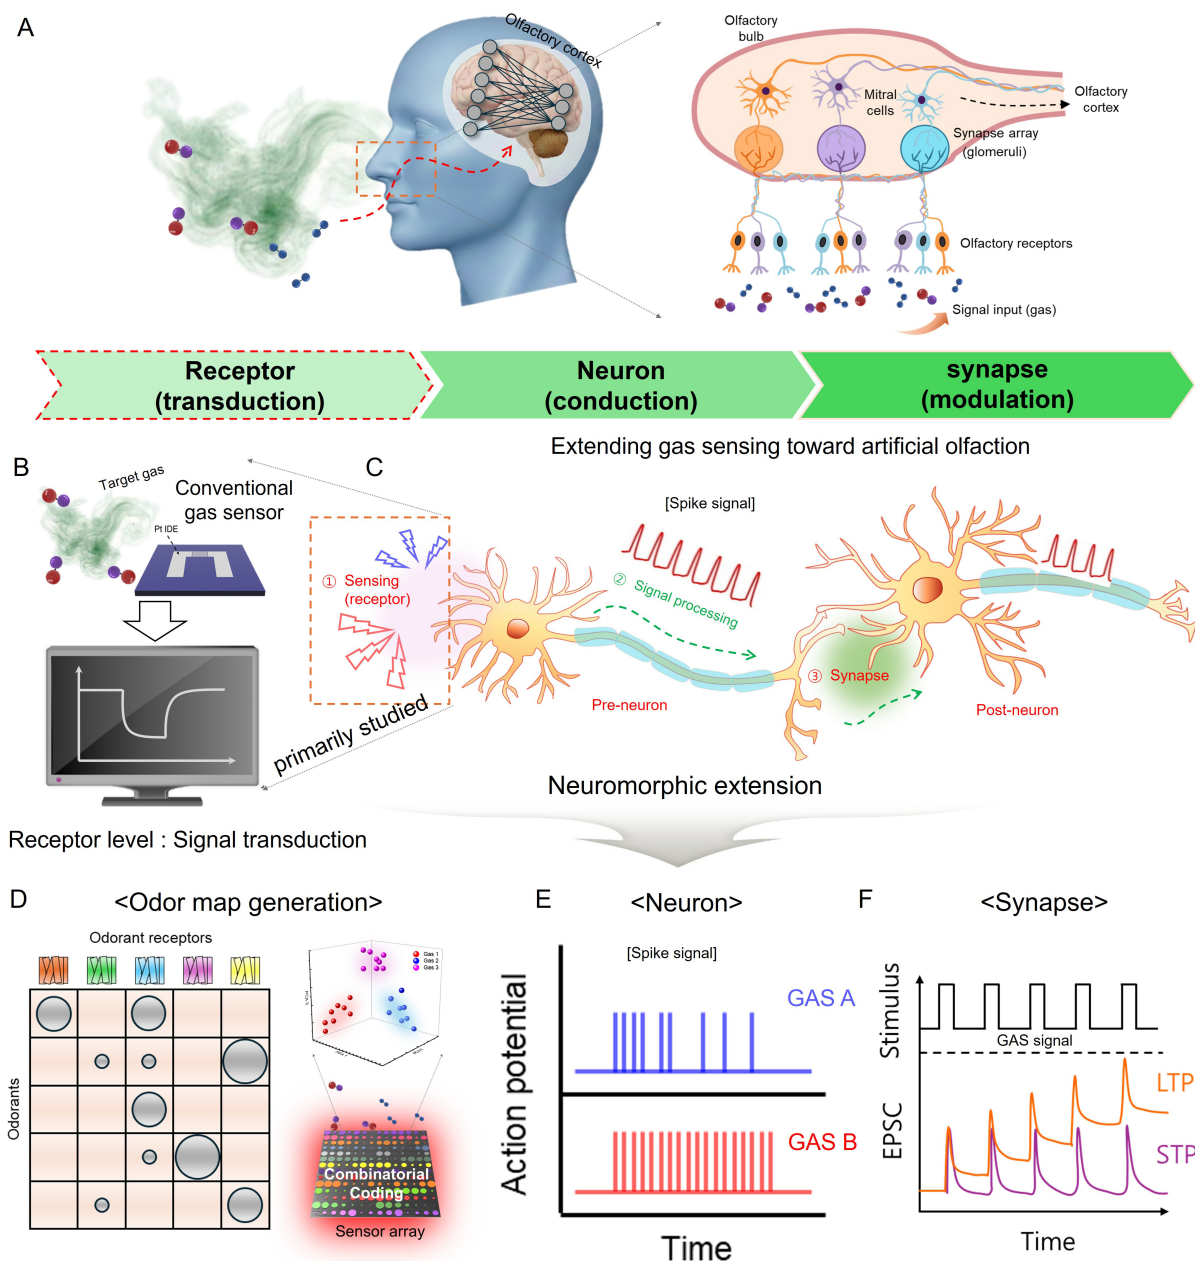 A
Olfactory cortex
Olfactory
bulb
Mitral
cells
Olfactory
cortex
Synapse array
(glomeruli)
Olfactory receptors
Signal input (gas)
Receptor
(transduction)
Neuron
(conduction)
synapse
(modulation)
Extending gas sensing toward artificial olfaction
B
Target gas
Conventional
gas sensor
Pt IDE
C
[Spike signal]
① Sensing
(receptor)
② Signal processing
③ Synapse
Pre-neuron
Post-neuron
primarily studied
Neuromorphic extension
Receptor level : Signal transduction
D
<Odor map generation>
Odorant receptors
Odorants
Gas 1
Gas 2
Gas 3
Combinatorial
Coding
Sensor array
E
<Neuron>
[Spike signal]
GAS A
GAS B
Action potential
Time
F
<Synapse>
Stimulus
GAS signal
EPSC
LTP
STP
Time